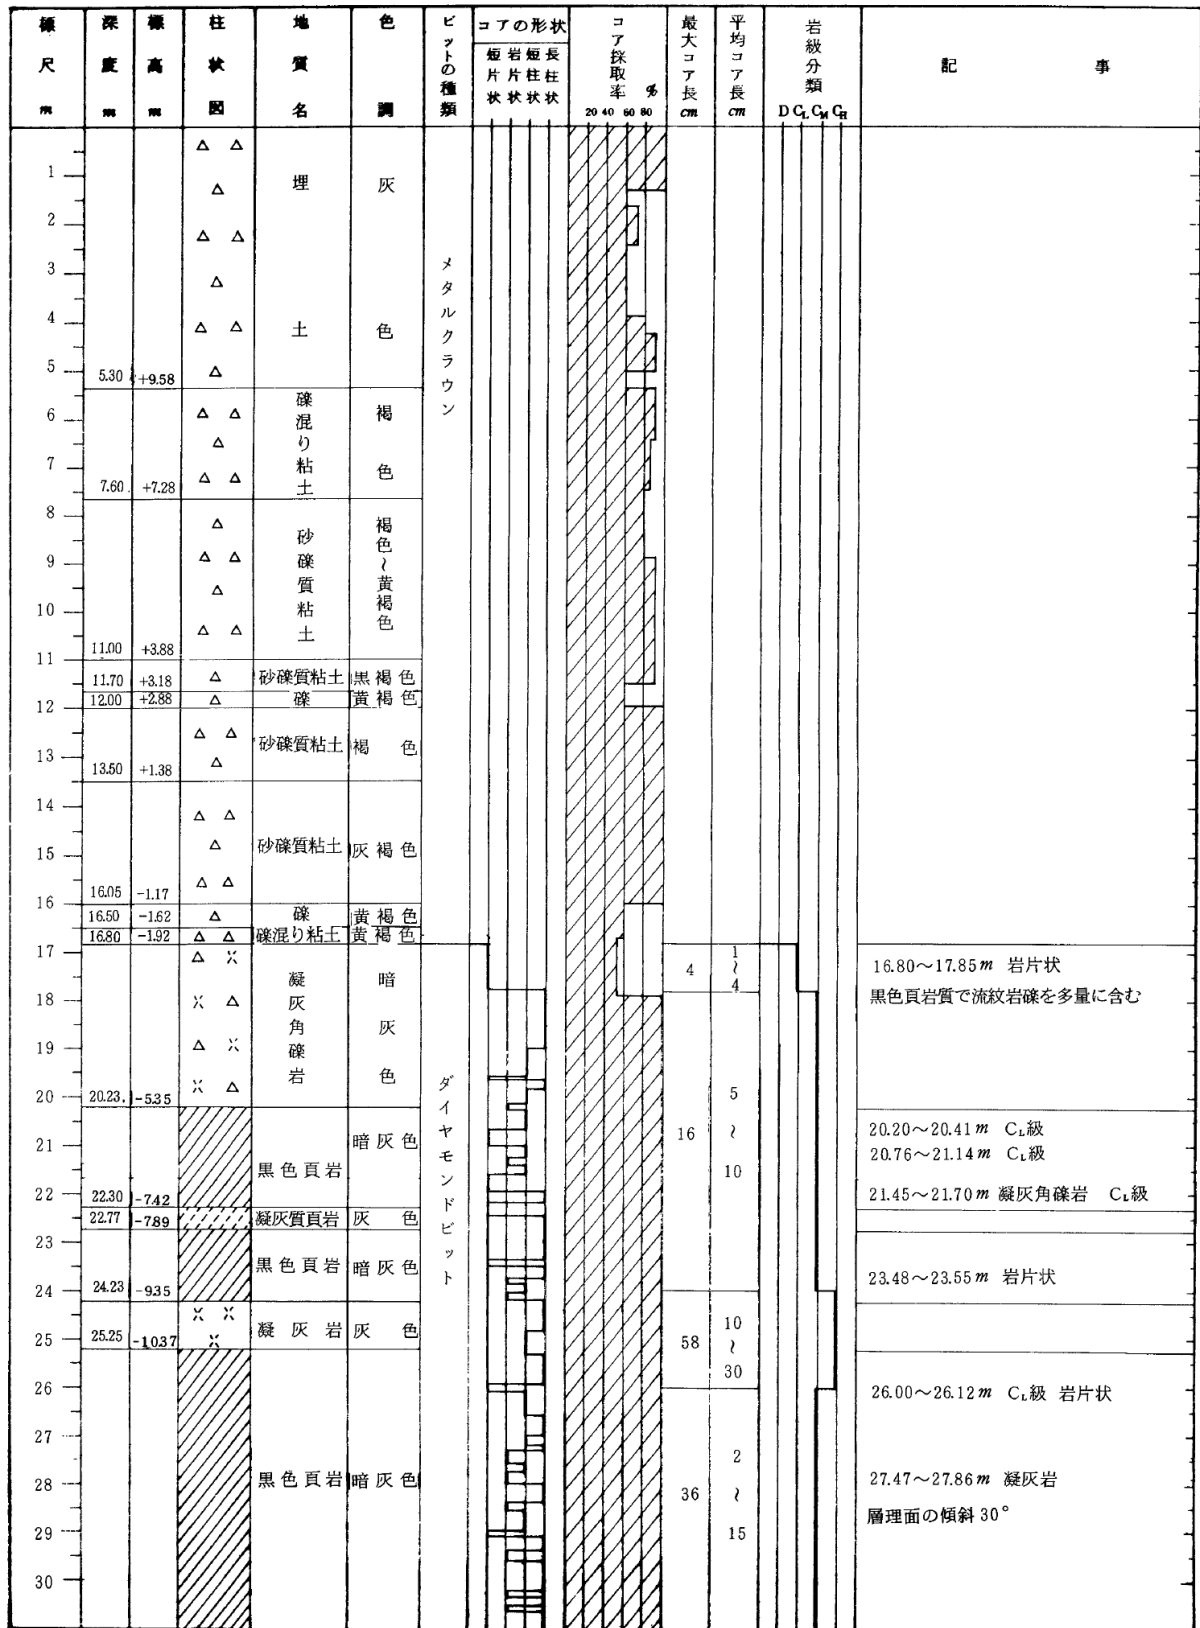 標尺 m
深度 m
標高 m
柱状図
地質名
色調
ビットの種類
コアの形状
短片状 岩片状 短柱状 長柱状
コア採取率 %
20 40 60 80
最大コア長 cm
平均コア長 cm
岩級分類
D CL CM CH
記事
1
2
3
4
5
6
7
8
9
10
11
12
13
14
15
16
17
18
19
20
21
22
23
24
25
26
27
28
29
30
5.30 +9.58 埋土 灰色
7.60 +7.28 礫混り粘土 褐色
11.00 +3.88 砂礫質粘土 褐色~黄褐色
11.70 +3.18 砂礫質粘土 黒褐色
12.00 +2.88 礫 黄褐色
13.50 +1.38 砂礫質粘土 褐色
16.05 -1.17 砂礫質粘土 灰褐色
16.50 -1.62 礫 黄褐色
16.80 -1.92 礫混り粘土 黄褐色
20.23 -5.35 凝灰角礫岩 暗灰色
22.30 -7.42 黒色頁岩 暗灰色
22.77 -7.89 凝灰質頁岩 灰色
24.23 -9.35 黒色頁岩 暗灰色
25.25 -10.37 凝灰岩 灰色
黒色頁岩 暗灰色
メタルクラウン
ダイヤモンドビット
4
1~4
16
5~10
58
10~30
36
2~15
16.80~17.85m 岩片状
黒色頁岩質で流紋岩礫を多量に含む
20.20~20.41m CL級
20.76~21.14m CL級
21.45~21.70m 凝灰角礫岩 CL級
23.48~23.55m 岩片状
26.00~26.12m CL級 岩片状
27.47~27.86m 凝灰岩
層理面の傾斜30°